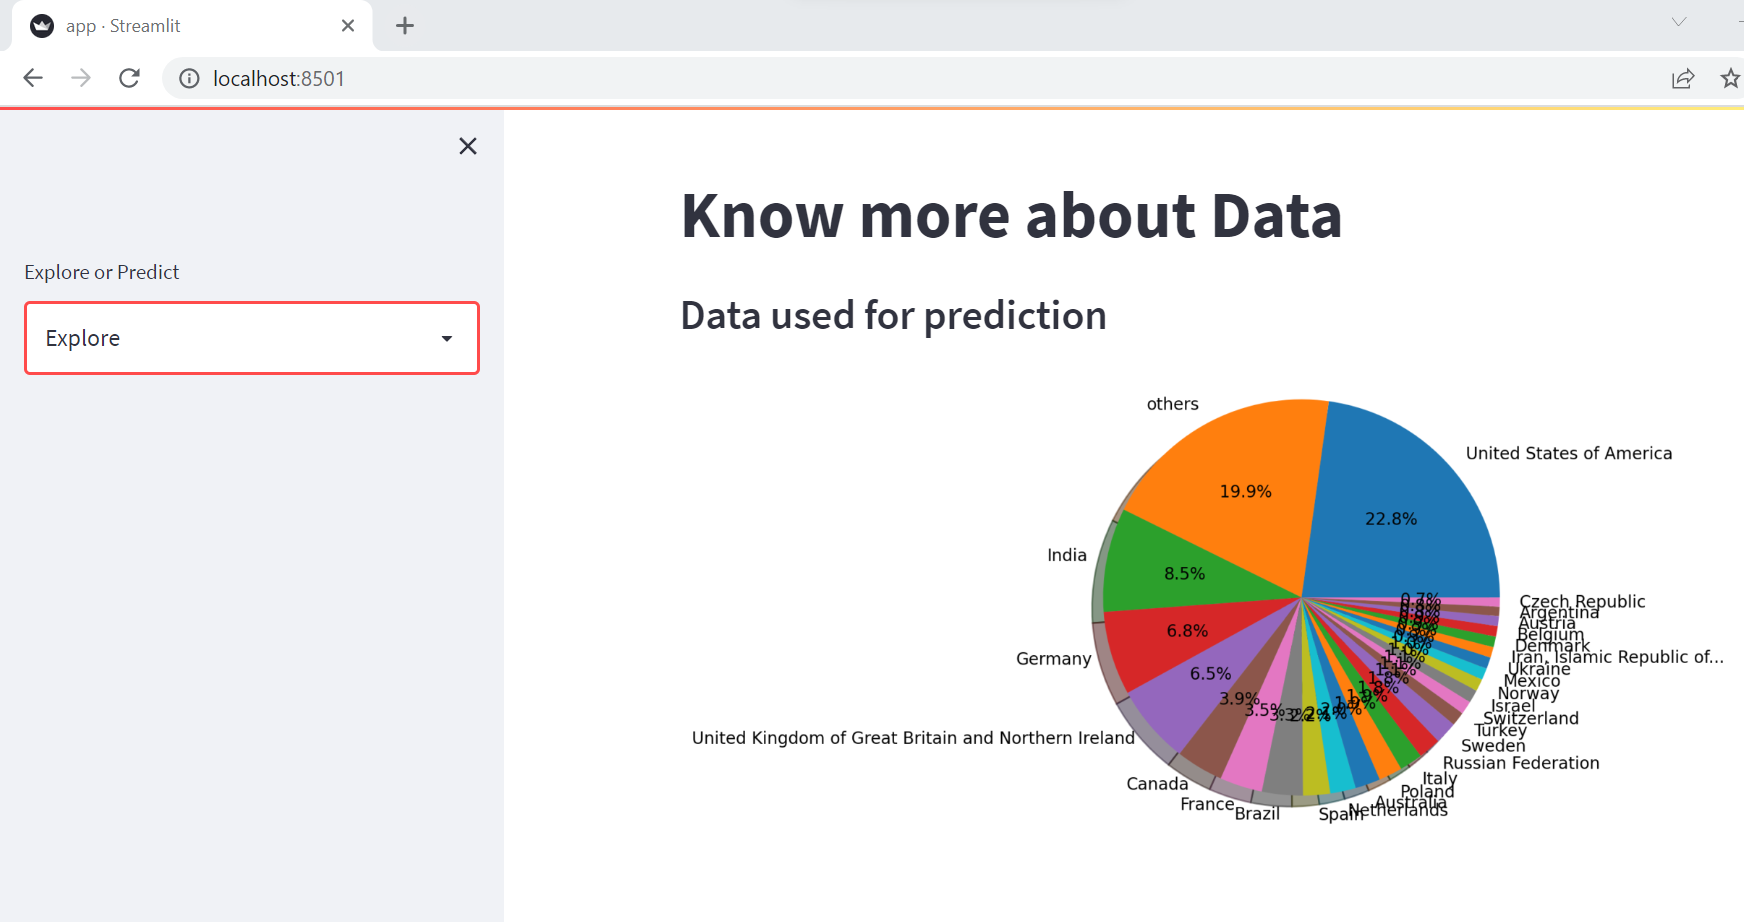 app · Streamlit
localhost:8501
Explore or Predict
Explore
Know more about Data
Data used for prediction
others
United States of America
19.9%
22.8%
India
8.5%
6.8%
Germany
6.5%
3.9%
3.5%
United Kingdom of Great Britain and Northern Ireland
Canada
France
Brazil
Spain
Netherlands
Australia
Poland
Italy
Russian Federation
Sweden
Turkey
Switzerland
Israel
Norway
Mexico
Ukraine
Iran, Islamic Republic of...
Denmark
Belgium
Austria
Argentina
Czech Republic
0.7%